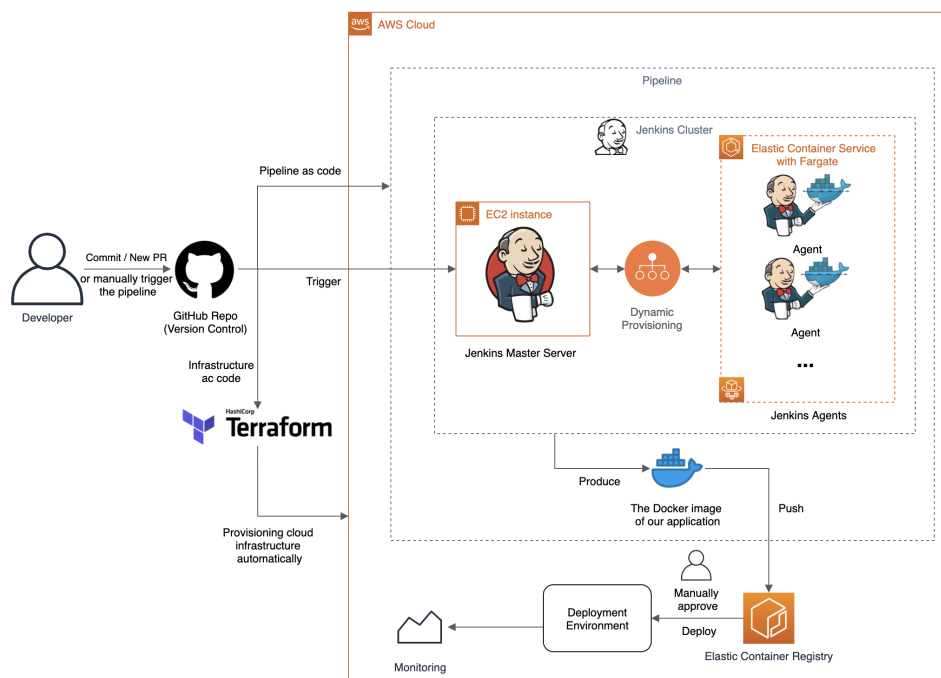 aws
AWS Cloud
Pipeline
Jenkins Cluster
Elastic Container Service
with Fargate
Pipeline as code
EC2 instance
Agent
Commit / New PR
or manually trigger
the pipeline
Trigger
Developer
GitHub Repo
(Version Control)
Dynamic
Provisioning
Agent
Jenkins Master Server
...
Infrastructure
ac code
HashiCorp
Terraform
Jenkins Agents
Produce
The Docker image
of our application
Push
Provisioning cloud
infrastructure
automatically
Manually
approve
Deployment
Environment
Deploy
Elastic Container Registry
Monitoring